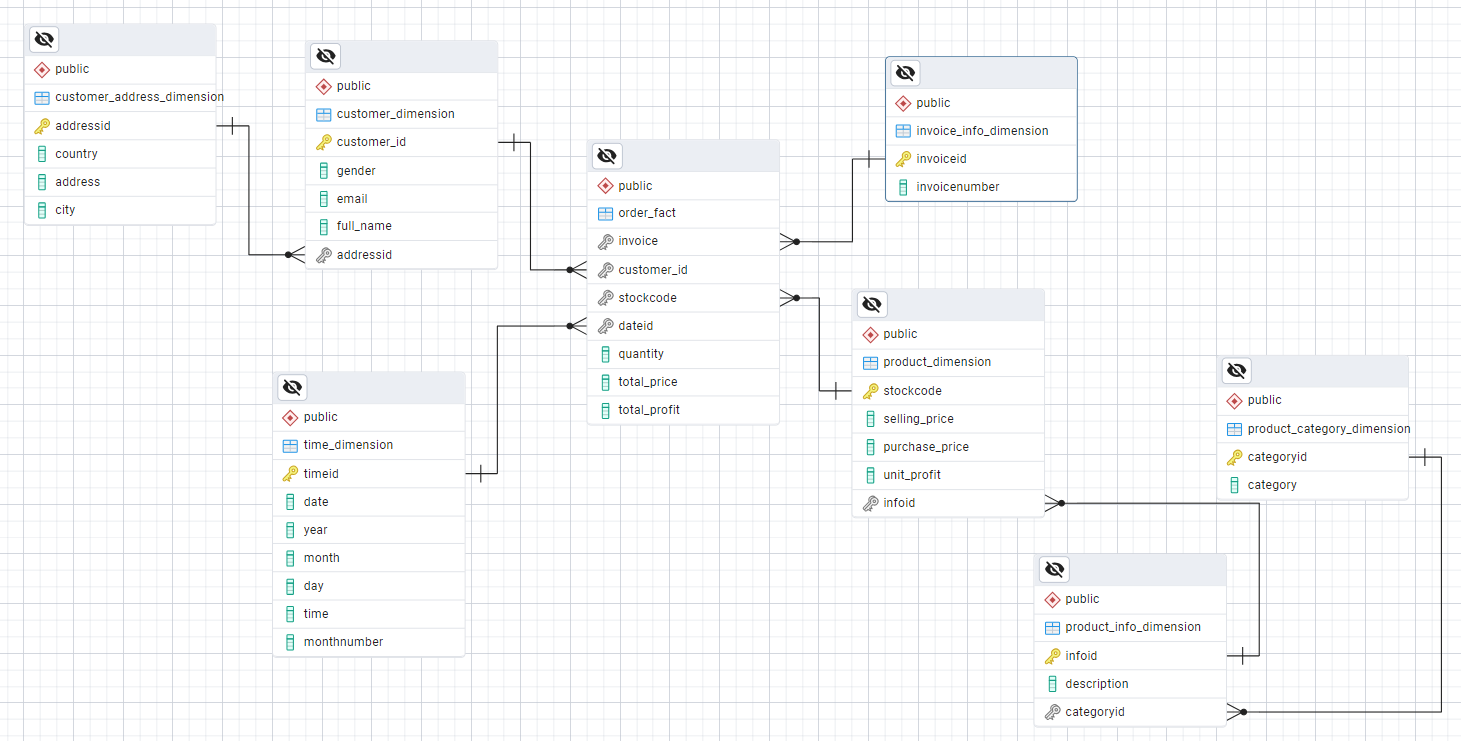 public
customer_address_dimension
addressid
country
address
city
public
customer_dimension
customer_id
gender
email
full_name
addressid
public
order_fact
invoice
customer_id
stockcode
dateid
quantity
total_price
total_profit
public
invoice_info_dimension
invoiceid
invoicenumber
public
time_dimension
timeid
date
year
month
day
time
monthnumber
public
product_dimension
stockcode
selling_price
purchase_price
unit_profit
infoid
public
product_category_dimension
categoryid
category
public
product_info_dimension
infoid
description
categoryid